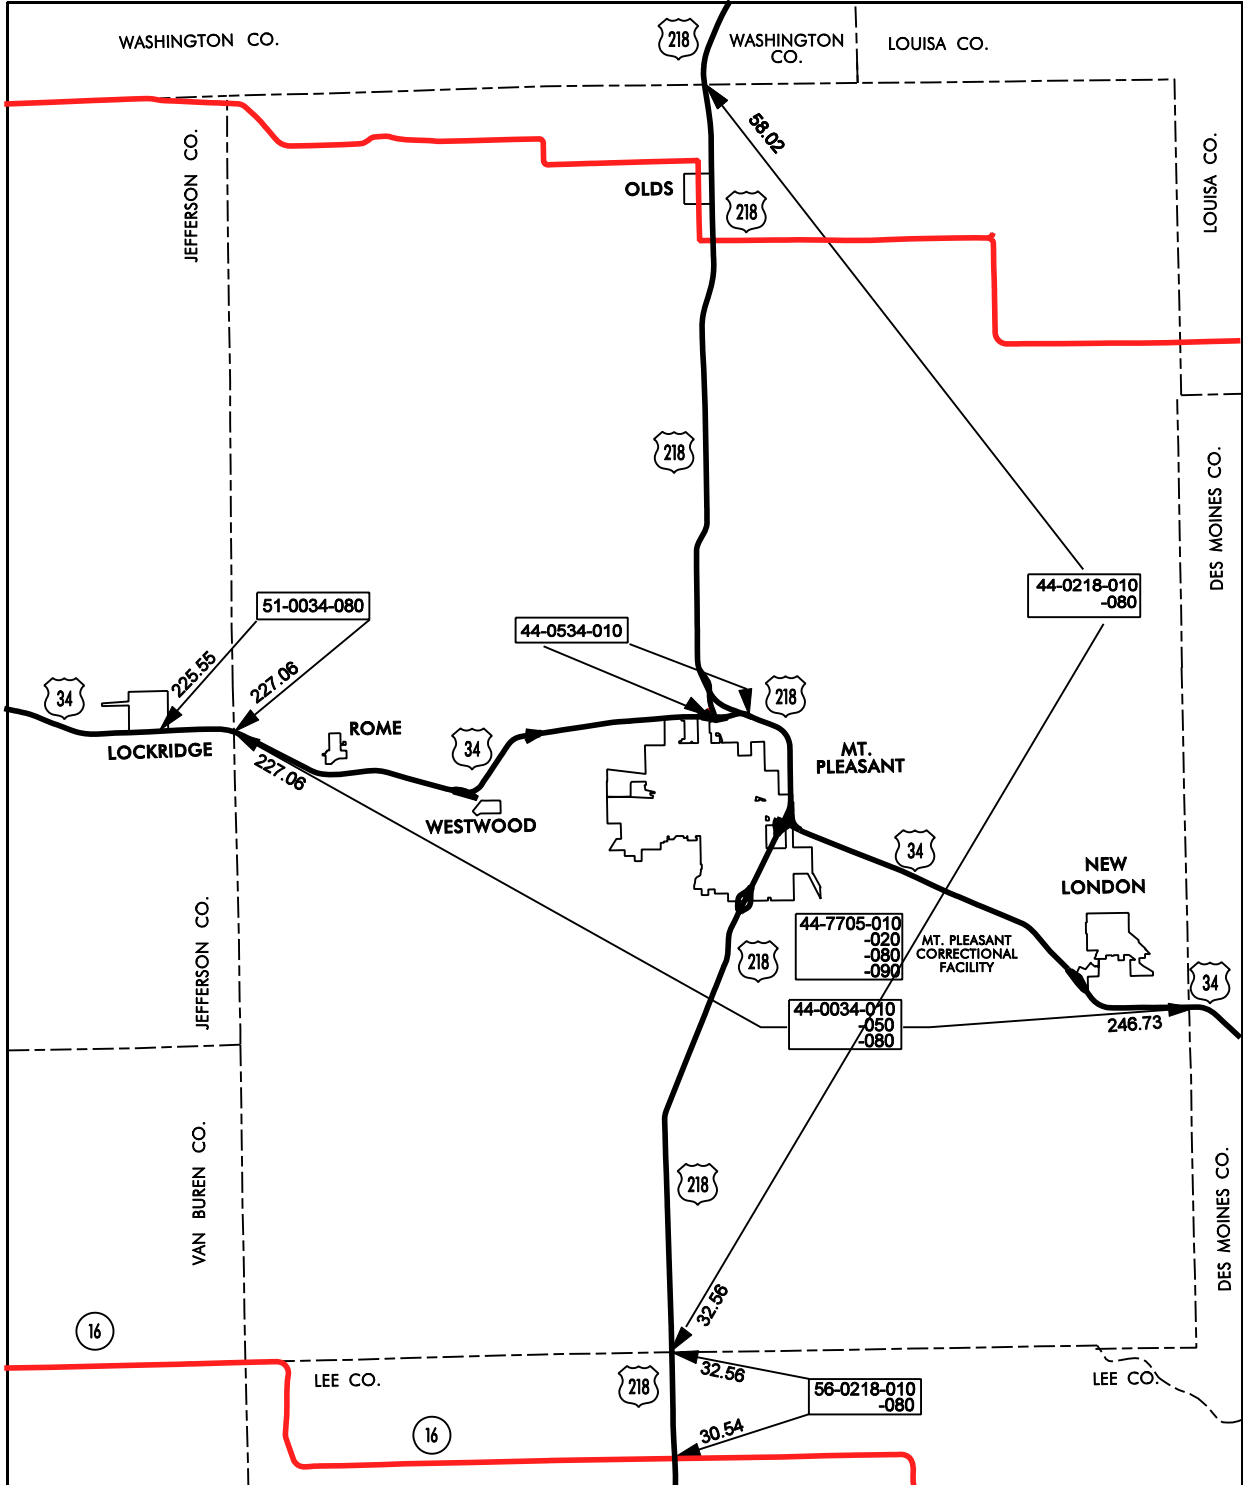 WASHINGTON CO.
218
WASHINGTON
CO.
LOUISA CO.
58.02
JEFFERSON CO.
LOUISA CO.
OLDS
218
218
DES MOINES CO.
44-0218-010
-080
51-0034-080
44-0534-010
225.55
227.06
34
218
ROME
LOCKRIDGE
34
227.06
MT.
PLEASANT
WESTWOOD
34
NEW
LONDON
44-7705-010
-020
-080
-090
MT. PLEASANT
CORRECTIONAL
FACILITY
218
34
JEFFERSON CO.
44-0034-010
-050
-080
246.73
VAN BUREN CO.
218
DES MOINES CO.
32.56
16
32.56
LEE CO.
218
56-0218-010
-080
LEE CO.
30.54
16